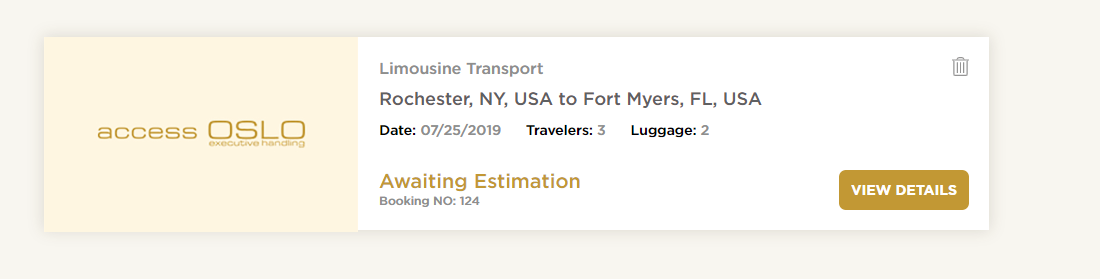 access OSLO
executive handling
Limousine Transport
Rochester, NY, USA to Fort Myers, FL, USA
Date: 07/25/2019 Travelers: 3 Luggage: 2
Awaiting Estimation
Booking NO: 124
VIEW DETAILS